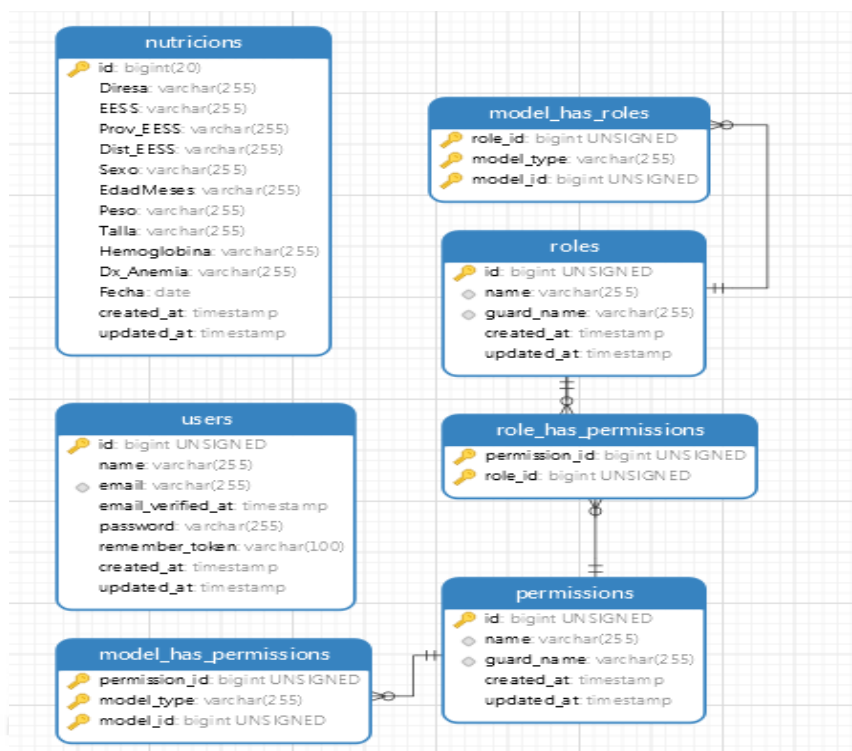 nutricions
id: bigint(20)
Diresa: varchar(255)
EESS: varchar(255)
Prov_EESS: varchar(255)
Dist_EESS: varchar(255)
Sexo: varchar(255)
EdadMeses: varchar(255)
Peso: varchar(255)
Talla: varchar(255)
Hemoglobina: varchar(255)
Dx_Anemia: varchar(255)
Fecha: date
created_at: timestamp
updated_at: timestamp
model_has_roles
role_id: bigint UNSIGNED
model_type: varchar(255)
model_id: bigint UNSIGNED
roles
id: bigint UNSIGNED
name: varchar(255)
guard_name: varchar(255)
created_at: timestamp
updated_at: timestamp
users
id: bigint UNSIGNED
name: varchar(255)
email: varchar(255)
email_verified_at: timestamp
password: varchar(255)
remember_token: varchar(100)
created_at: timestamp
updated_at: timestamp
role_has_permissions
permission_id: bigint UNSIGNED
role_id: bigint UNSIGNED
permissions
id: bigint UNSIGNED
name: varchar(255)
guard_name: varchar(255)
created_at: timestamp
updated_at: timestamp
model_has_permissions
permission_id: bigint UNSIGNED
model_type: varchar(255)
model_id: bigint UNSIGNED